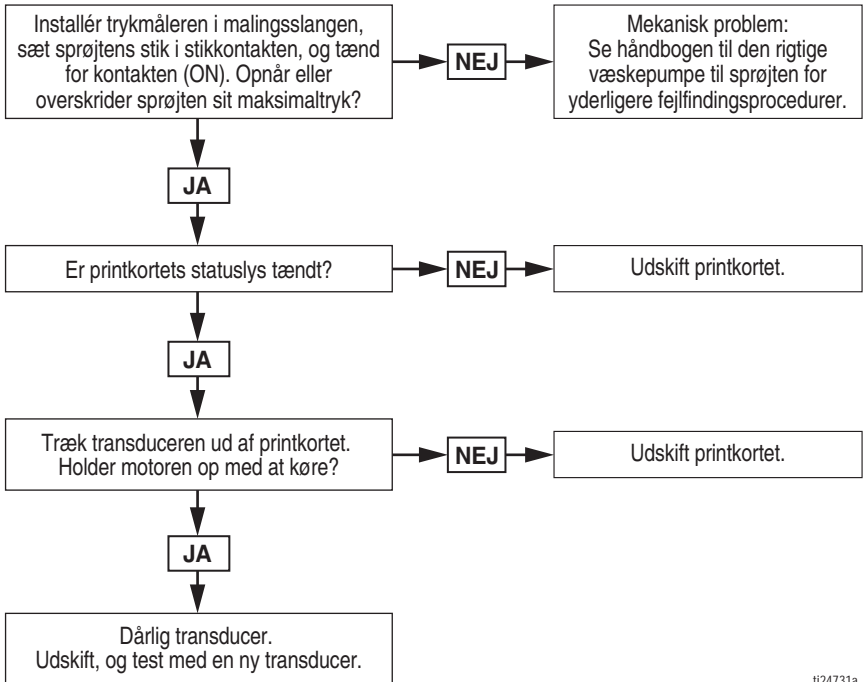 Installér trykmåleren i malingsslangen,
sæt sprøjtens stik i stikkontakten, og tænd
for kontakten (ON). Opnår eller
overskrider sprøjten sit maksimaltryk?
NEJ
Mekanisk problem:
Se håndbogen til den rigtige
væskepumpe til sprøjten for
yderligere fejlfindingsprocedurer.
JA
Er printkortets statuslys tændt?
NEJ
Udskift printkortet.
JA
Træk transduceren ud af printkortet.
Holder motoren op med at køre?
NEJ
Udskift printkortet.
JA
Dårlig transducer.
Udskift, og test med en ny transducer.
ti24731a